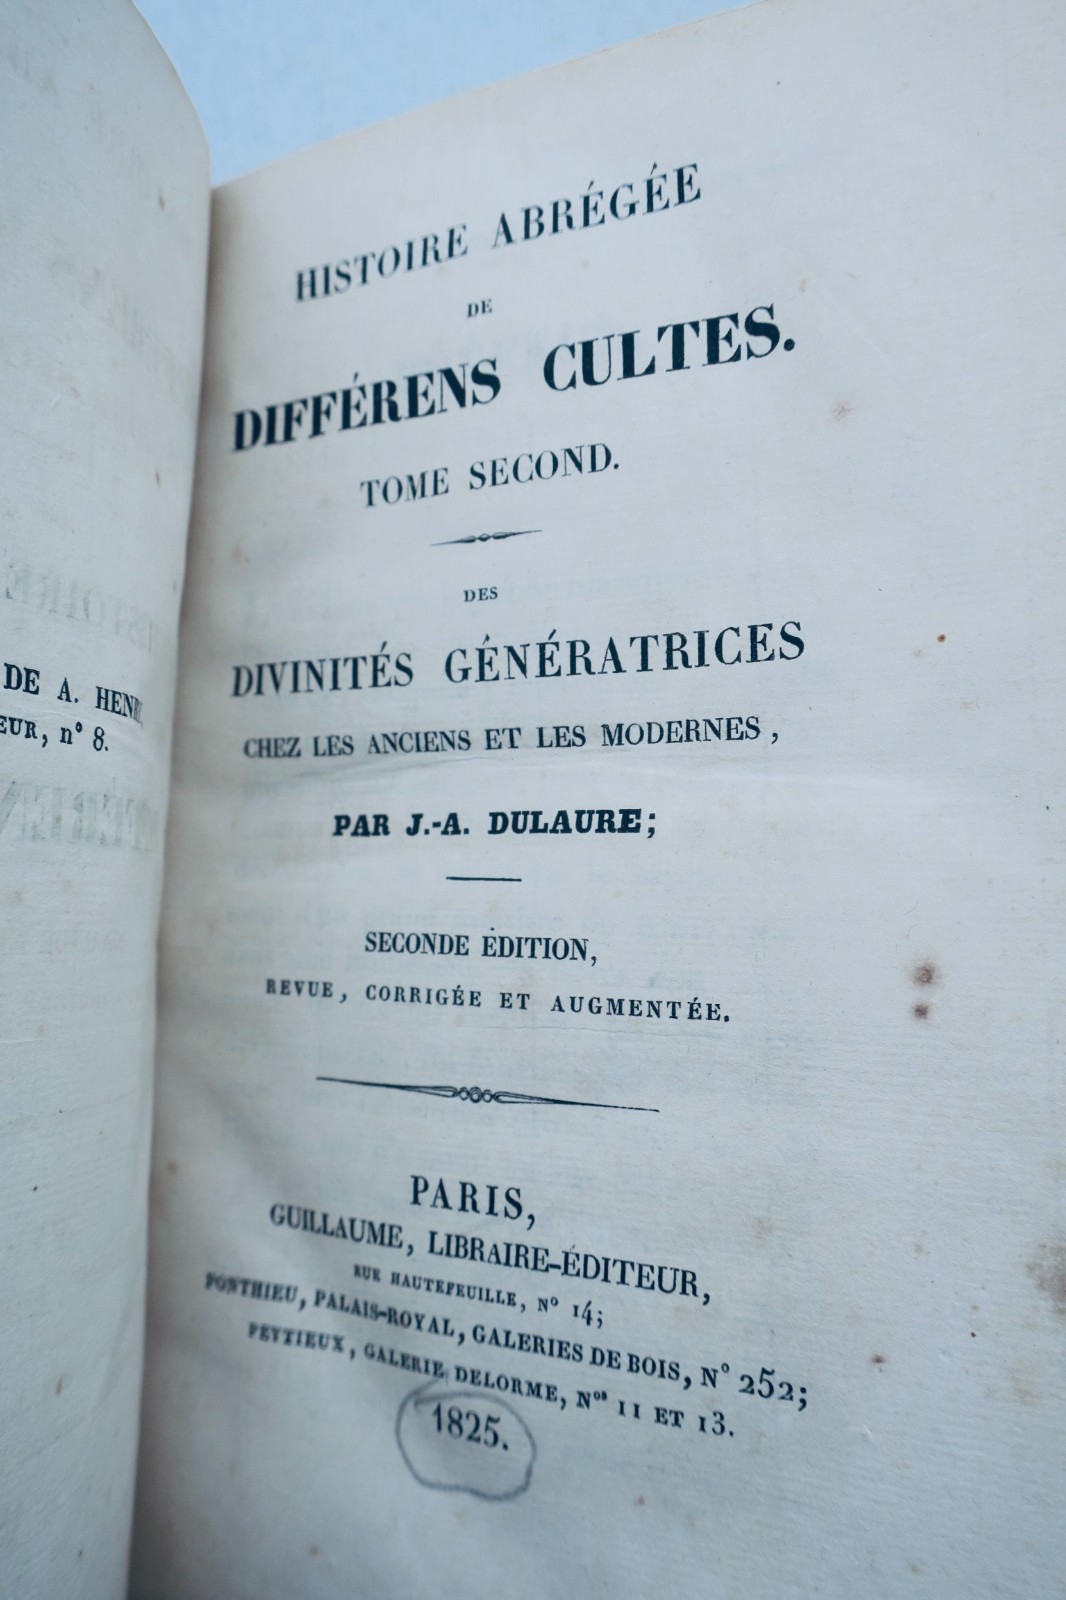 DE A. HENRI,
EUR, n° 8.
HISTOIRE ABRÉGÉE
DE
DIFFÉRENS CULTES.
TOME SECOND.
DES
DIVINITÉS GÉNÉRATRICES
CHEZ LES ANCIENS ET LES MODERNES,
PAR J.-A. DULAURE;
SECONDE ÉDITION,
REVUE, CORRIGÉE ET AUGMENTÉE.
PARIS,
GUILLAUME, LIBRAIRE-ÉDITEUR,
RUE HAUTEFEUILLE, N° 14;
PONTHIEU, PALAIS-ROYAL, GALERIES DE BOIS, N° 252;
PEYTIEUX, GALERIE DELORME, Nos 11 ET 13.
1825.